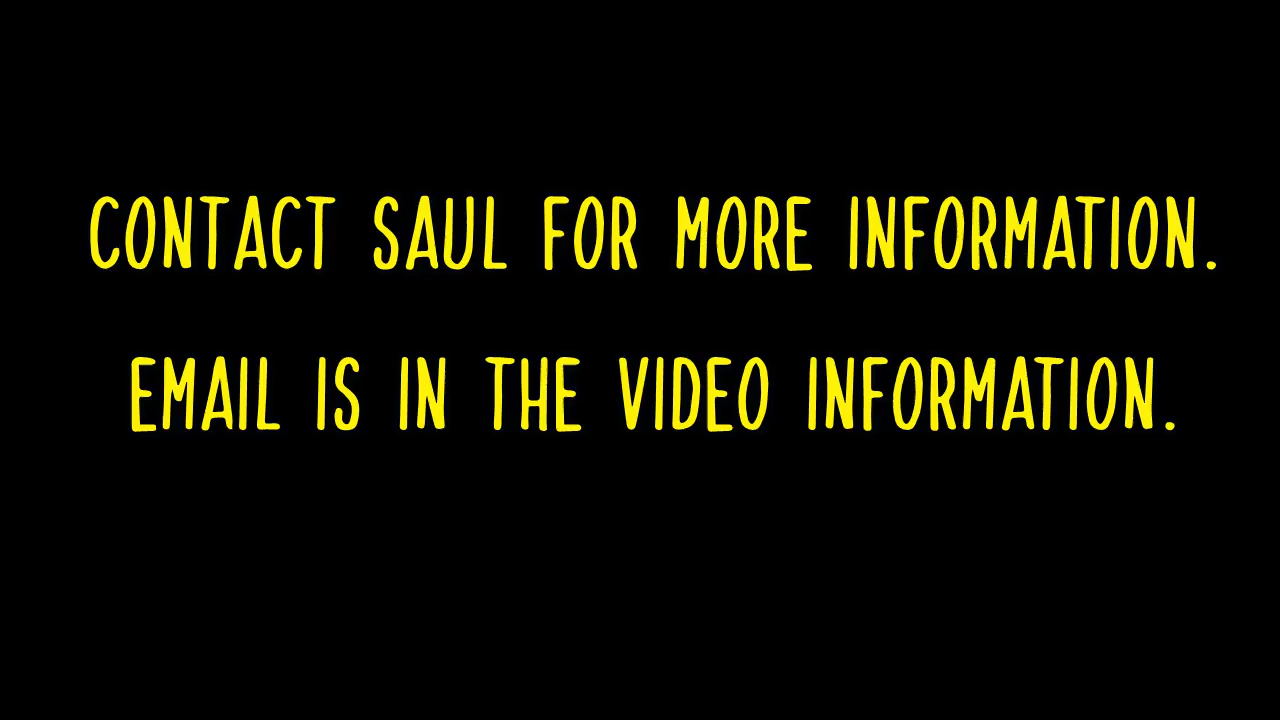 CONTACT SAUL FOR MORE INFORMATION.
EMAIL IS IN THE VIDEO INFORMATION.